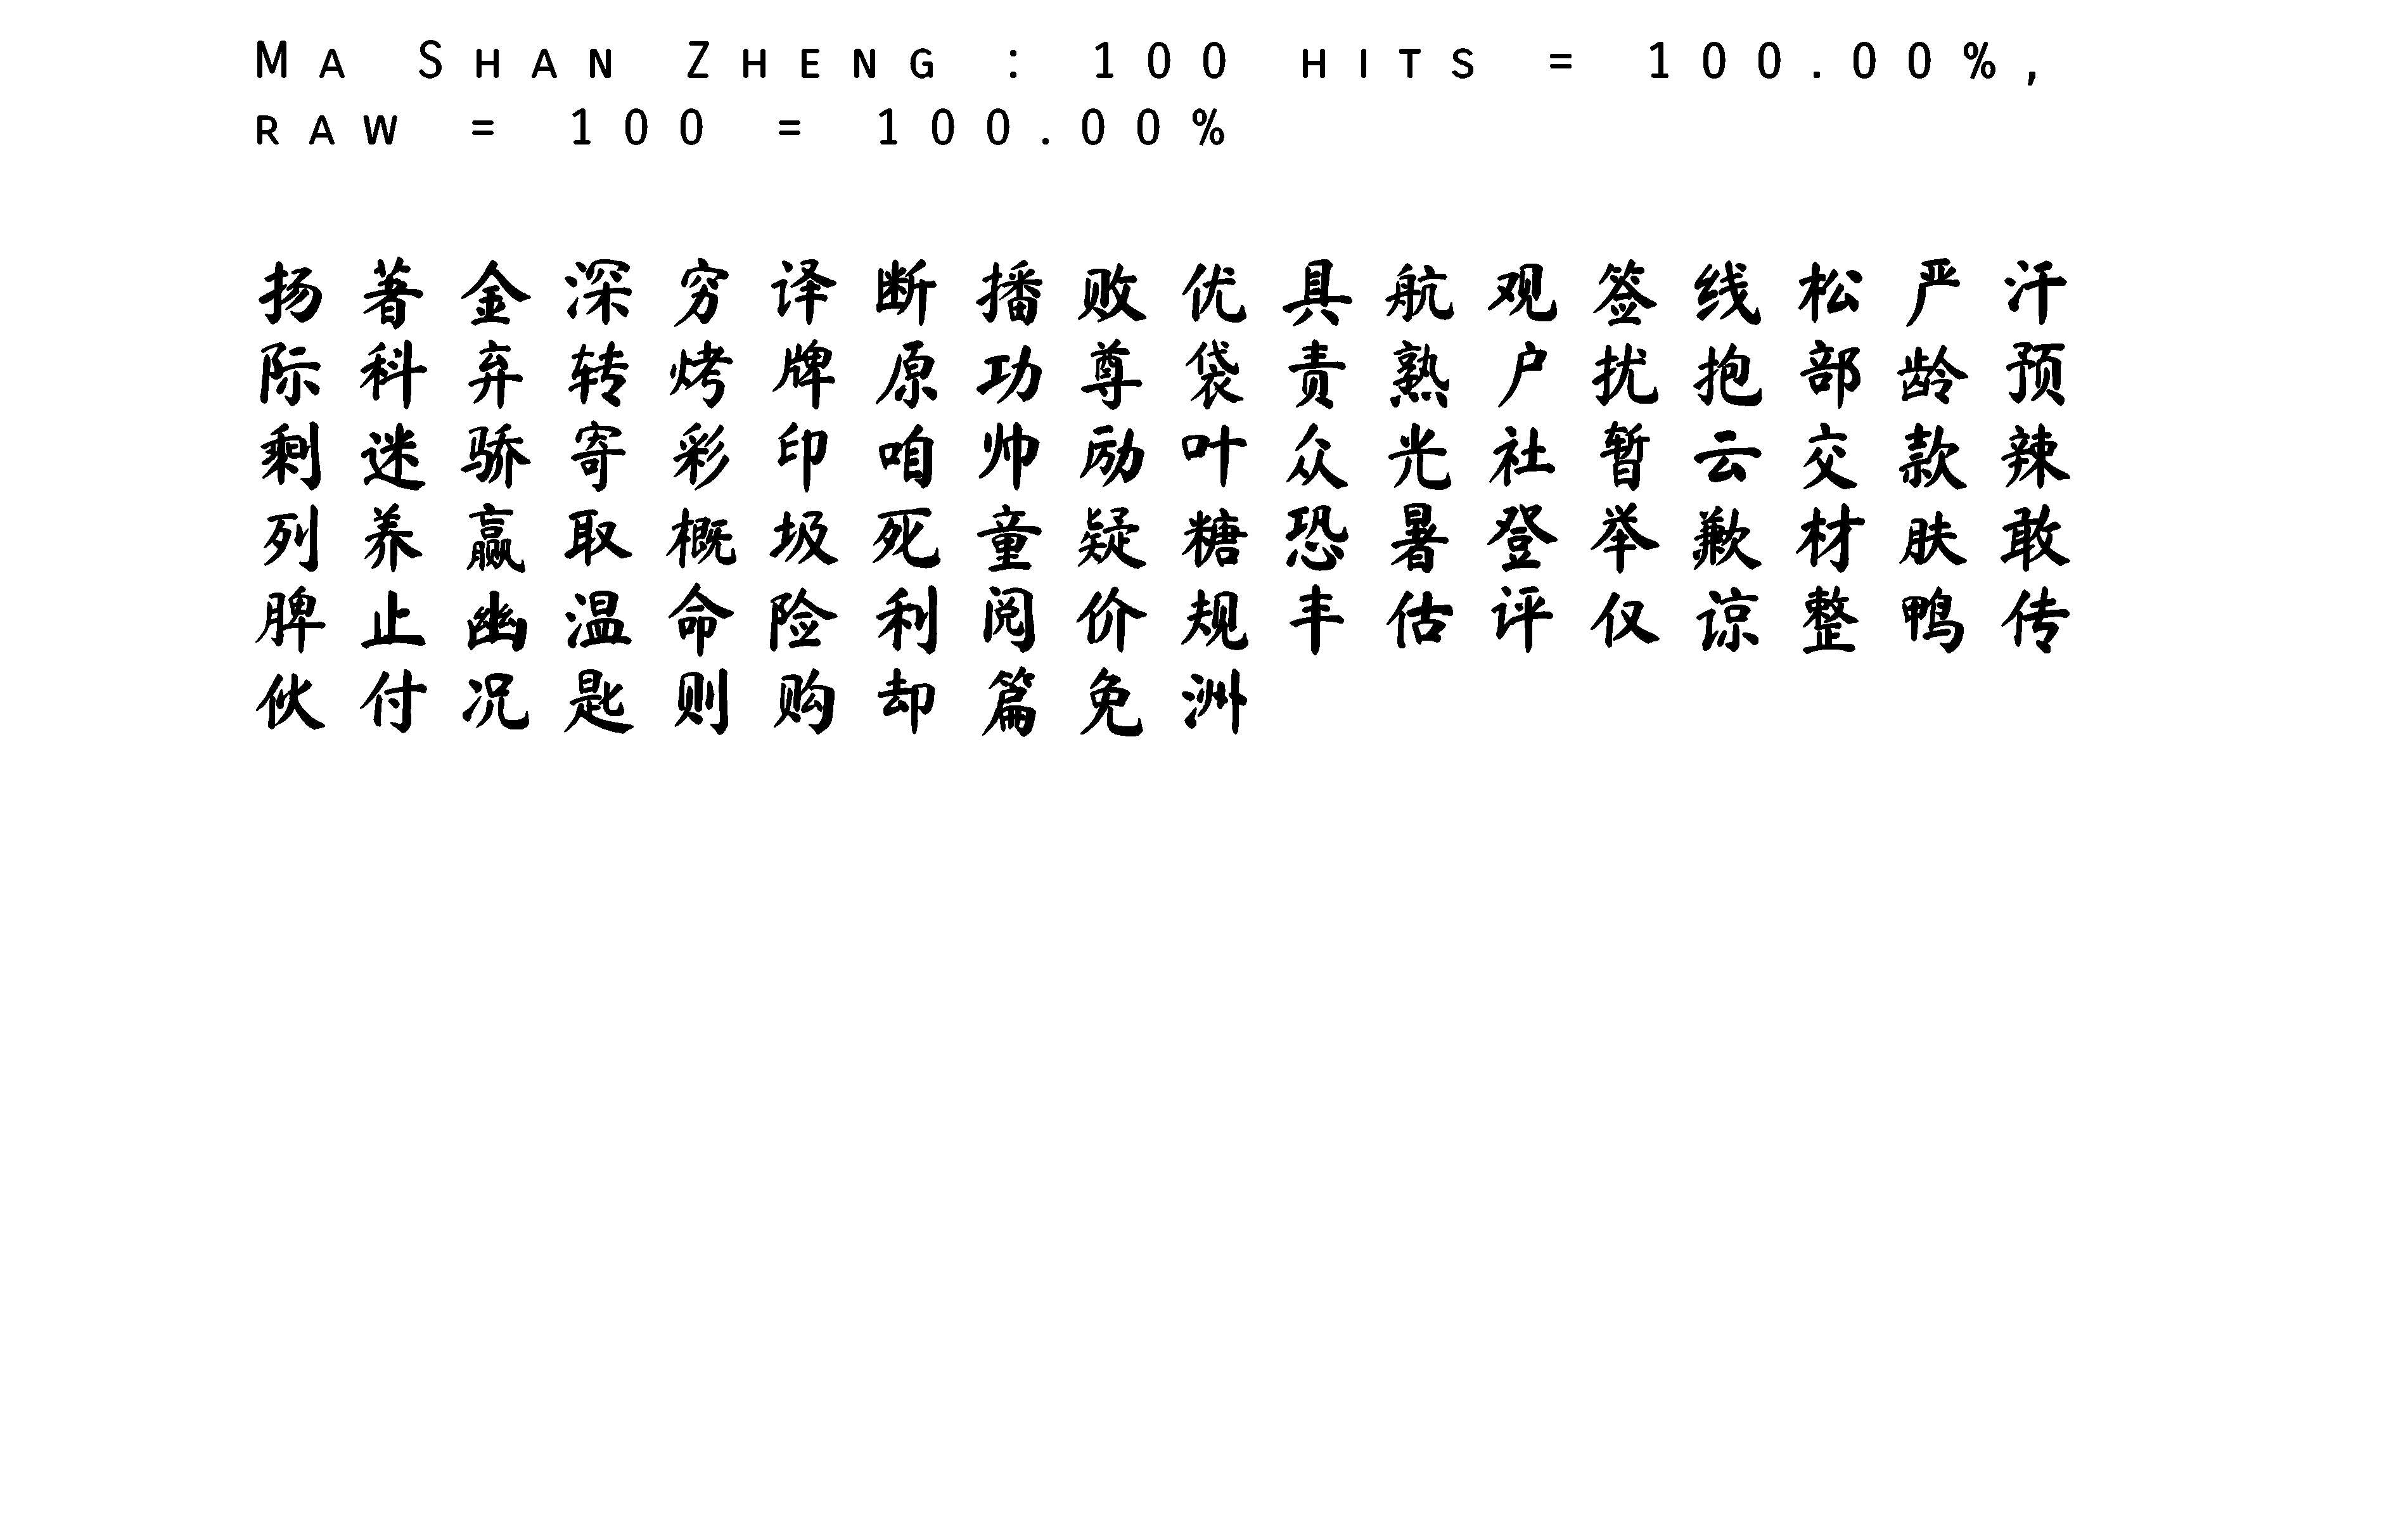 Ma Shan Zheng : 100 hits = 100.00%,
raw = 100 = 100.00%
扬著金深穷译断播败优具航观签线松严汗
际科弃转烤牌原功尊袋责熟户扰抱部龄预
剩迷骄寄彩印咱帅励叶众光社暂云交款辣
列养赢取概圾死童疑糖恐暑登举歉材肤敢
脾止幽温命险利阅价规丰估评仅谅整鸭传
伙付况匙则购却篇免洲